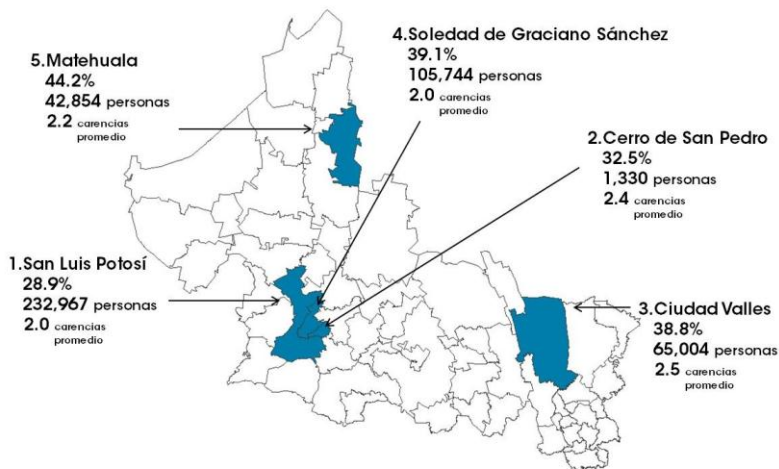 4.Soledad de Graciano Sánchez
39.1%
105,744 personas
2.0 carencias
promedio
5.Matehuala
44.2%
42,854 personas
2.2 carencias
promedio
2.Cerro de San Pedro
32.5%
1,330 personas
2.4 carencias
promedio
1.San Luis Potosí
28.9%
232,967 personas
2.0 carencias
promedio
3.Ciudad Valles
38.8%
65,004 personas
2.5 carencias
promedio